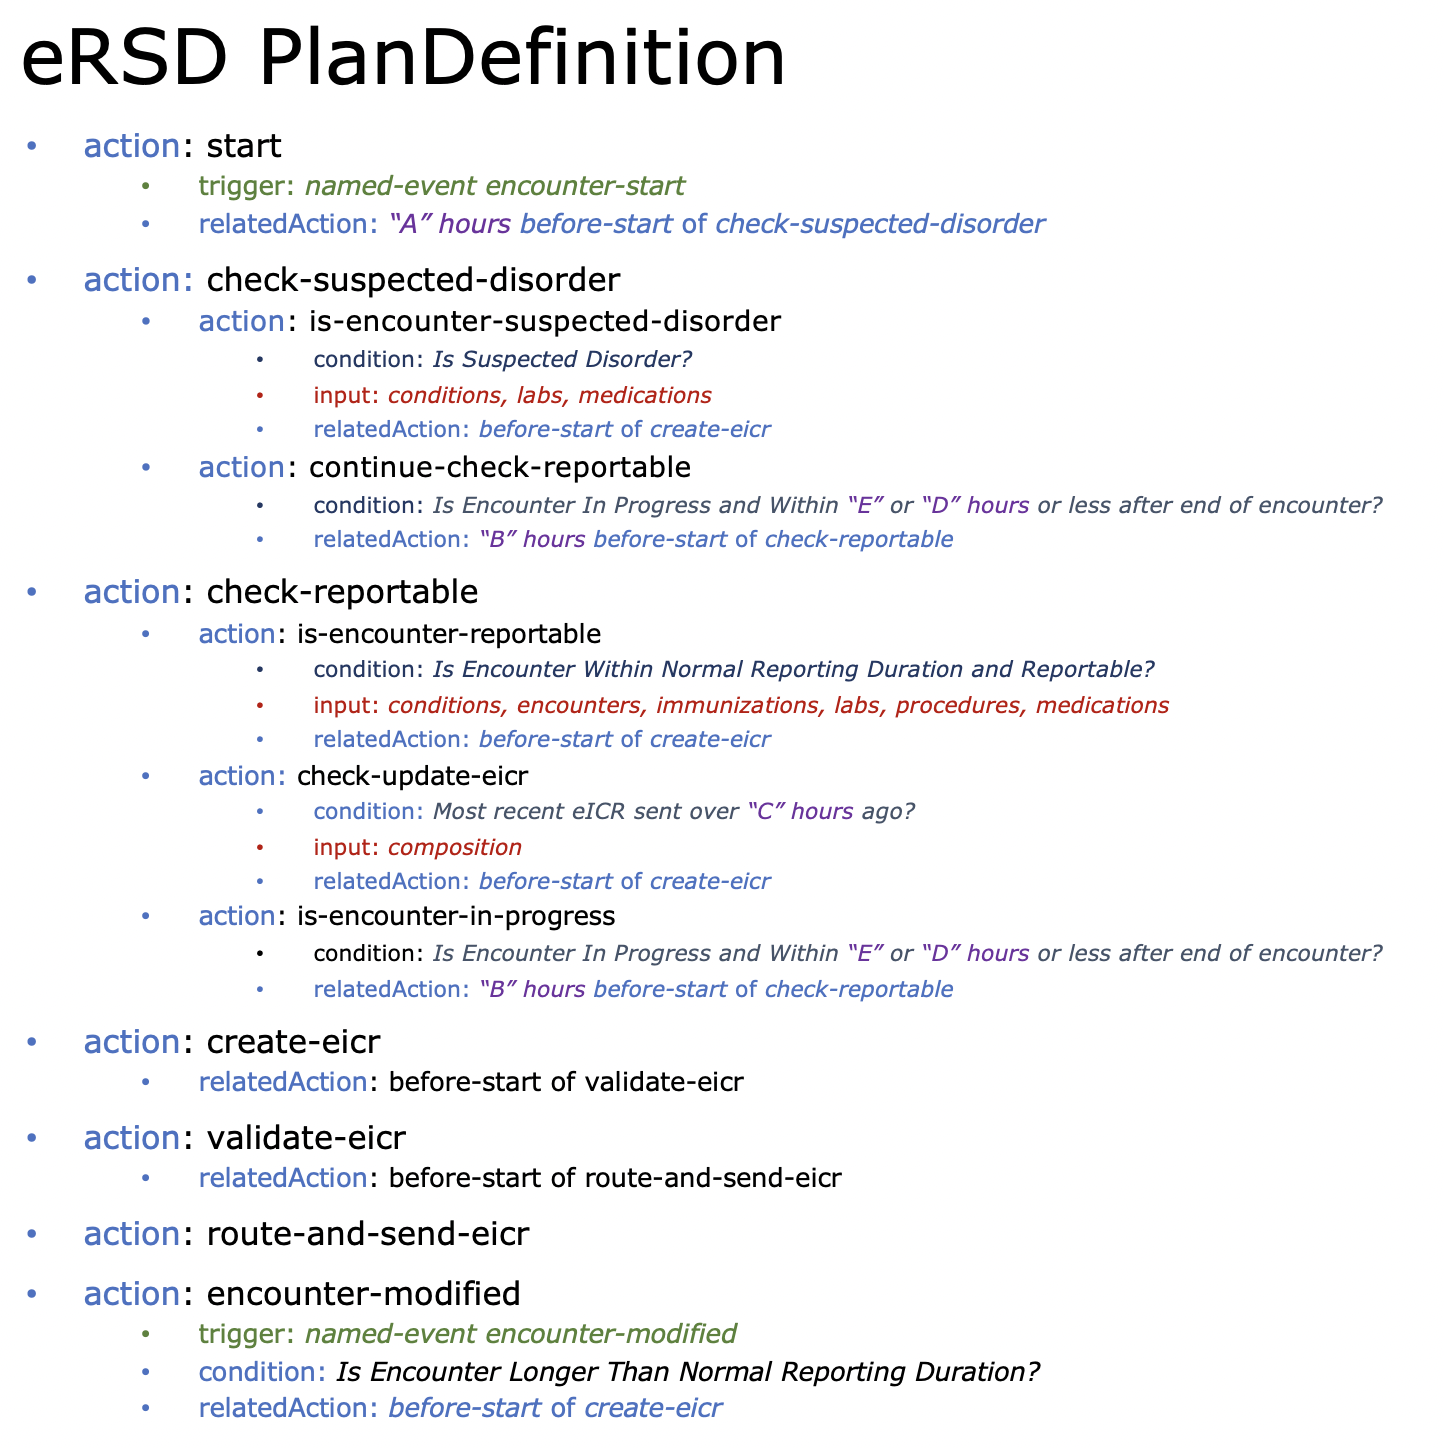 eRSD PlanDefinition
• action: start
• trigger: named-event encounter-start
• relatedAction: “A” hours before-start of check-suspected-disorder
• action: check-suspected-disorder
• action: is-encounter-suspected-disorder
• condition: Is Suspected Disorder?
• input: conditions, labs, medications
• relatedAction: before-start of create-eicr
• action: continue-check-reportable
• condition: Is Encounter In Progress and Within “E” or “D” hours or less after end of encounter?
• relatedAction: “B” hours before-start of check-reportable
• action: check-reportable
• action: is-encounter-reportable
• condition: Is Encounter Within Normal Reporting Duration and Reportable?
• input: conditions, encounters, immunizations, labs, procedures, medications
• relatedAction: before-start of create-eicr
• action: check-update-eicr
• condition: Most recent eICR sent over “C” hours ago?
• input: composition
• relatedAction: before-start of create-eicr
• action: is-encounter-in-progress
• condition: Is Encounter In Progress and Within “E” or “D” hours or less after end of encounter?
• relatedAction: “B” hours before-start of check-reportable
• action: create-eicr
• relatedAction: before-start of validate-eicr
• action: validate-eicr
• relatedAction: before-start of route-and-send-eicr
• action: route-and-send-eicr
• action: encounter-modified
• trigger: named-event encounter-modified
• condition: Is Encounter Longer Than Normal Reporting Duration?
• relatedAction: before-start of create-eicr